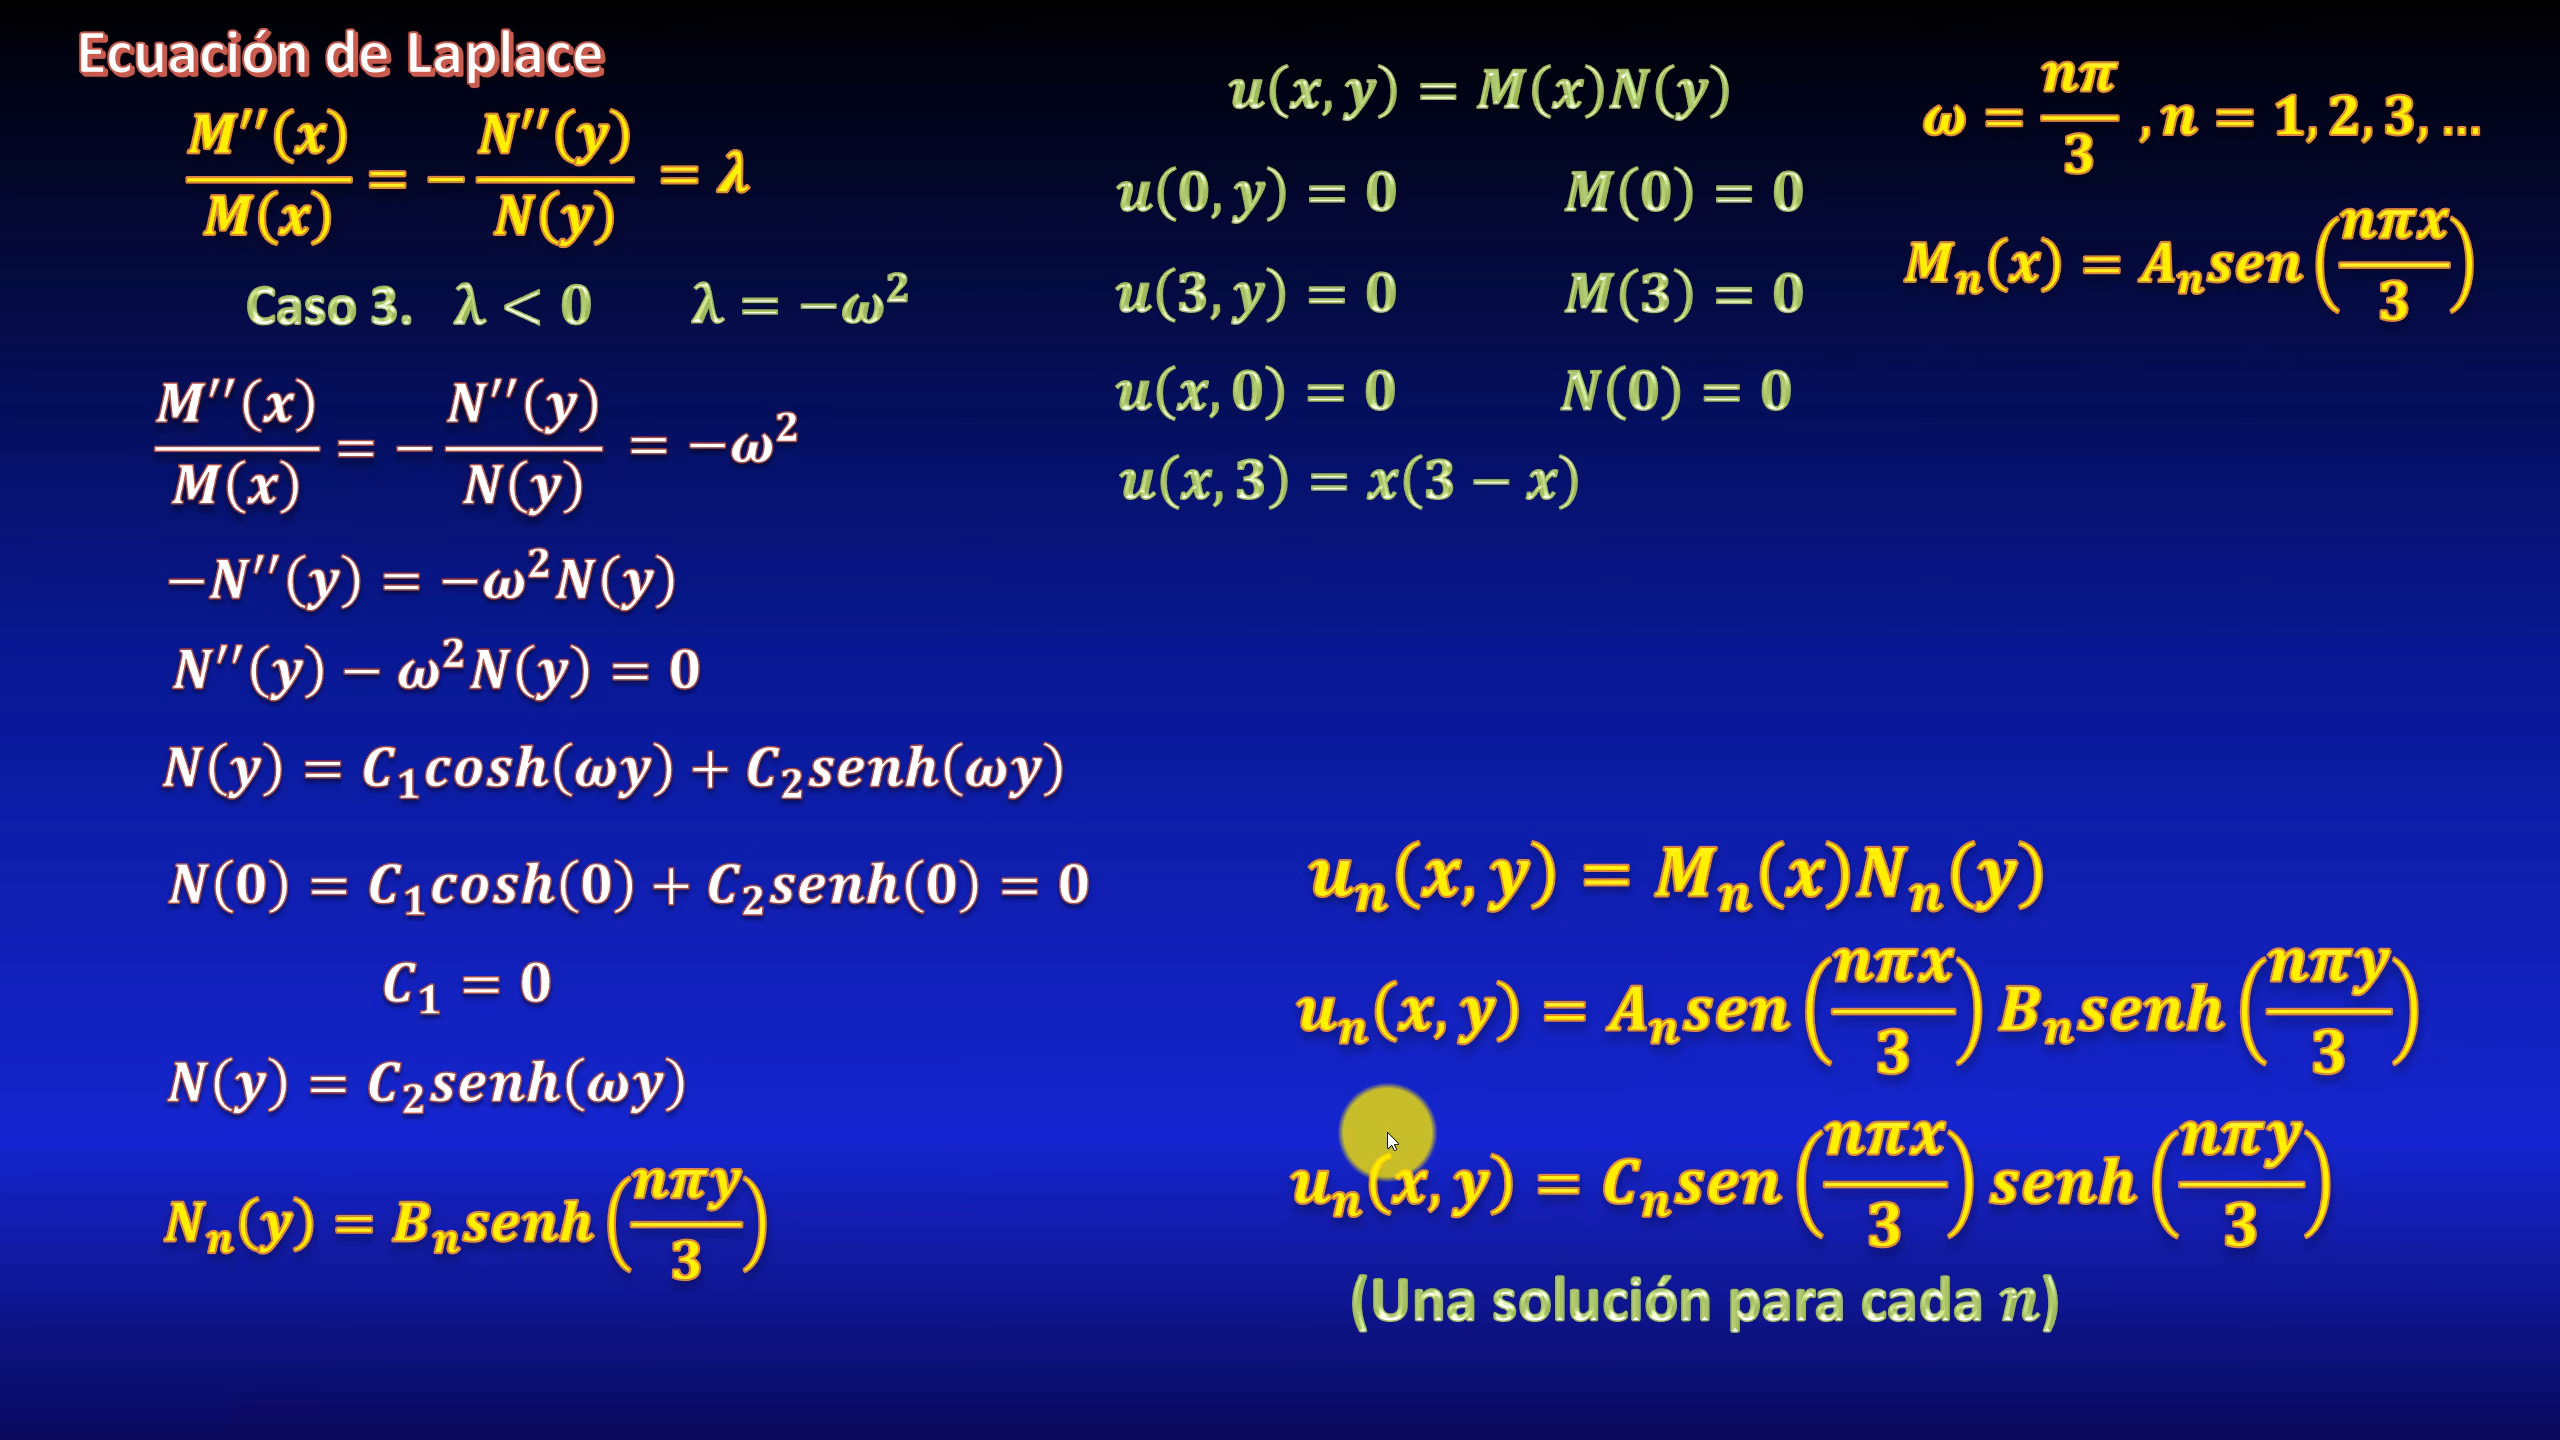 Ecuación de Laplace
M′′(x)/M(x) = − N′′(y)/N(y) = λ
Caso 3. λ < 0 λ = −ω²
M′′(x)/M(x) = − N′′(y)/N(y) = −ω²
−N′′(y) = −ω²N(y)
N′′(y) − ω²N(y) = 0
N(y) = C₁cosh(ωy) + C₂senh(ωy)
N(0) = C₁cosh(0) + C₂senh(0) = 0
C₁ = 0
N(y) = C₂senh(ωy)
Nₙ(y) = Bₙsenh(nπy/3)
u(x, y) = M(x)N(y)
u(0, y) = 0 M(0) = 0
u(3, y) = 0 M(3) = 0
u(x, 0) = 0 N(0) = 0
u(x, 3) = x(3 − x)
ω = nπ/3 , n = 1, 2, 3, …
Mₙ(x) = Aₙsen(nπx/3)
uₙ(x, y) = Mₙ(x)Nₙ(y)
uₙ(x, y) = Aₙsen(nπx/3) Bₙsenh(nπy/3)
uₙ(x, y) = Cₙsen(nπx/3) senh(nπy/3)
(Una solución para cada n)